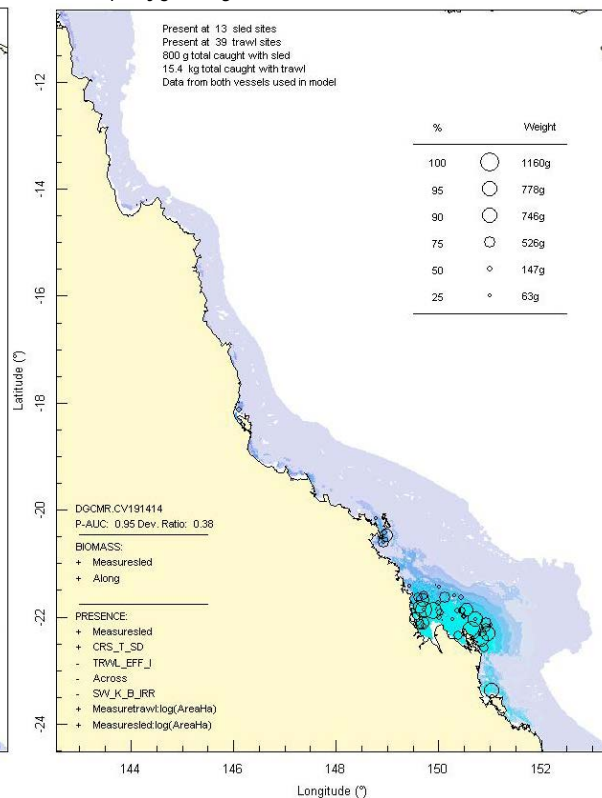 Present at 13 sled sites
Present at 39 trawl sites
800 g total caught with sled
15.4 kg total caught with trawl
Data from both vessels used in model
% Weight
100 1160g
95 778g
90 746g
75 526g
50 147g
25 63g
-12
-14
-16
-18
-20
-22
-24
Latitude (°)
DGCMR.CV191414
P-AUC: 0.95 Dev. Ratio: 0.38
BIOMASS:
+ Measuresled
+ Along
PRESENCE:
+ Measuresled
+ CRS_T_SD
- TRWL_EFF_I
- Across
- SW_K_B_IRR
+ Measuretrawl:log(AreaHa)
+ Measuresled:log(AreaHa)
144 146 148 150 152
Longitude (°)